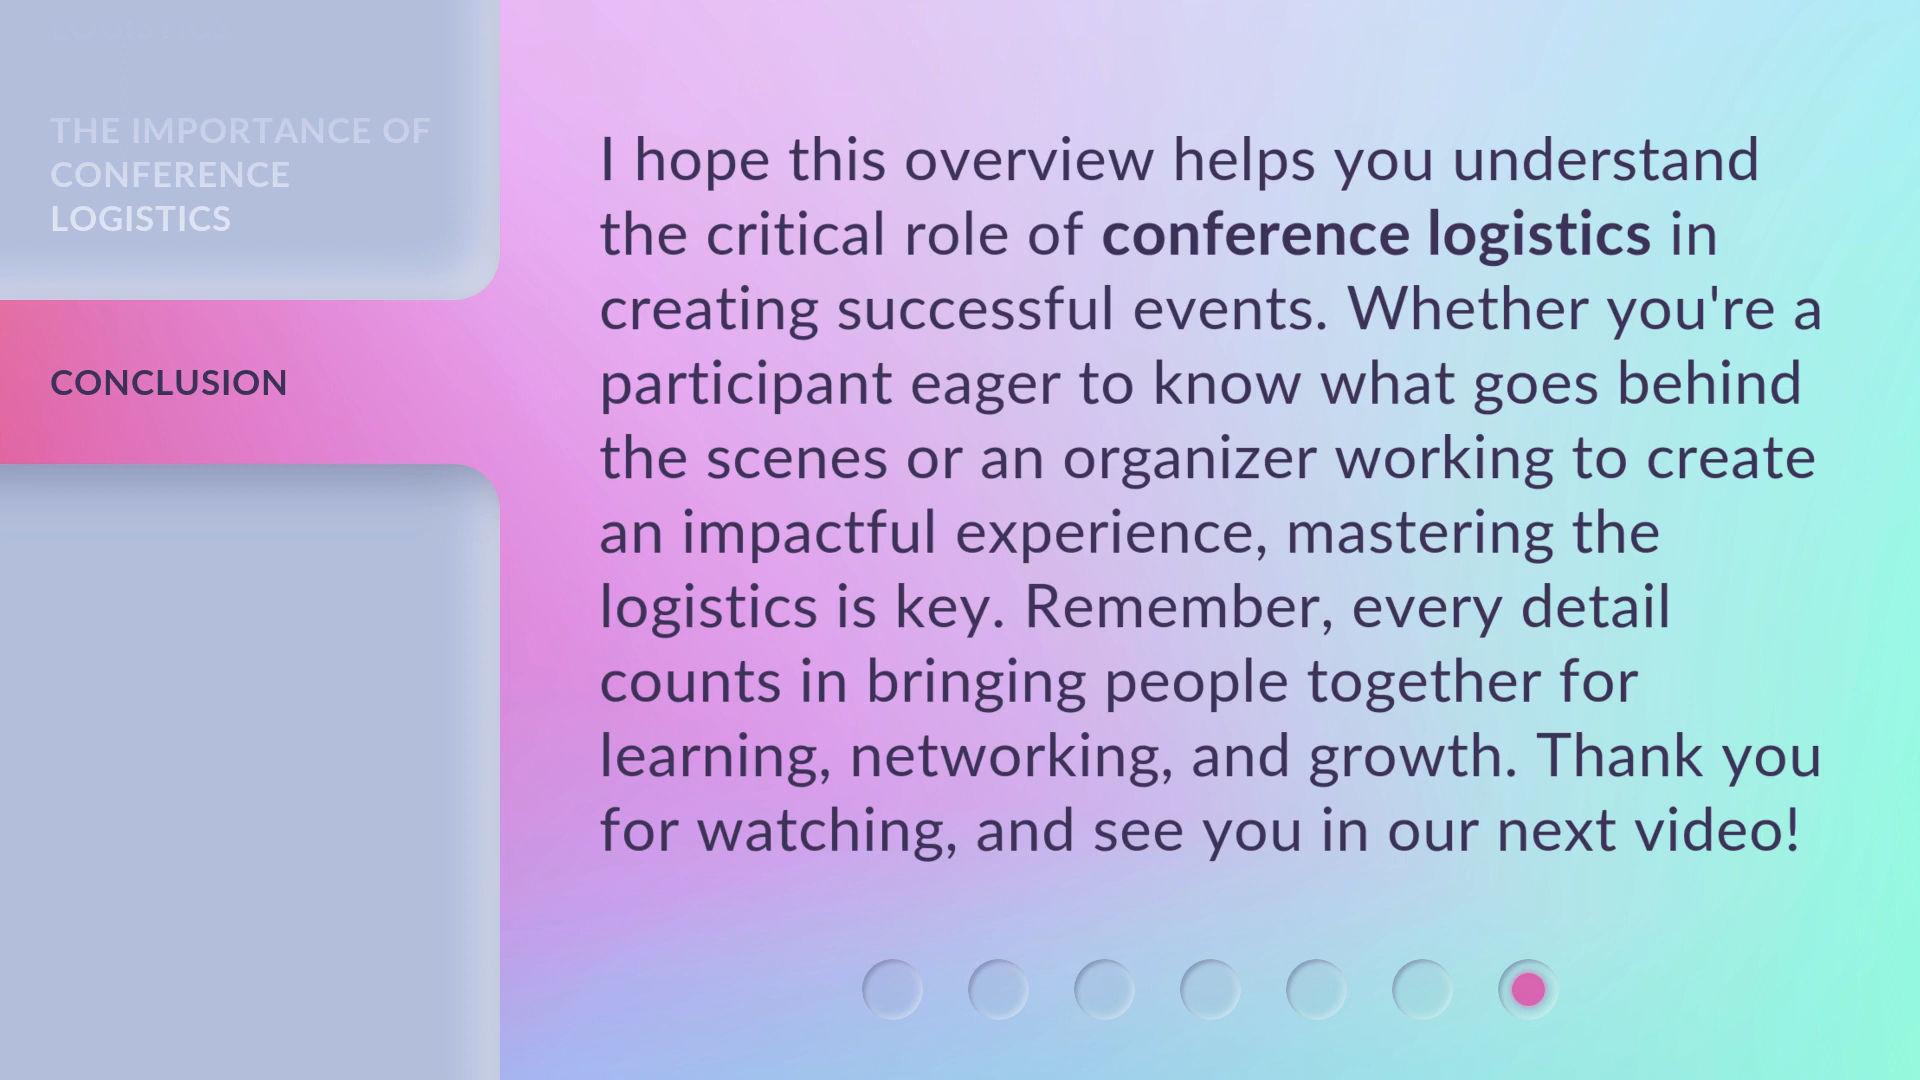 THE IMPORTANCE OF
CONFERENCE
LOGISTICS
CONCLUSION
I hope this overview helps you understand
the critical role of conference logistics in
creating successful events. Whether you're a
participant eager to know what goes behind
the scenes or an organizer working to create
an impactful experience, mastering the
logistics is key. Remember, every detail
counts in bringing people together for
learning, networking, and growth. Thank you
for watching, and see you in our next video!